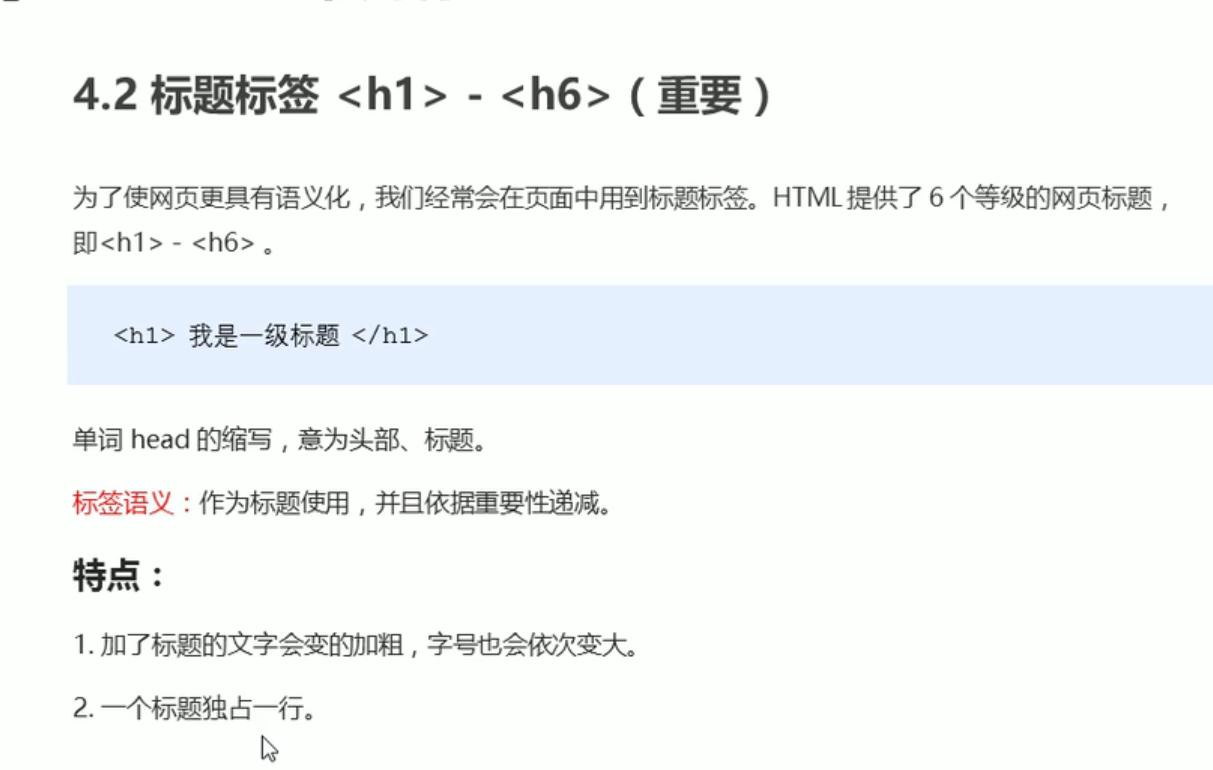 4.2 标题标签 <h1> - <h6>（重要）
为了使网页更具有语义化，我们经常会在页面中用到标题标签。HTML 提供了 6 个等级的网页标题，
即<h1> - <h6> 。
<h1> 我是一级标题 </h1>
单词 head 的缩写，意为头部、标题。
标签语义：作为标题使用，并且依据重要性递减。
特点：
1. 加了标题的文字会变的加粗，字号也会依次变大。
2. 一个标题独占一行。